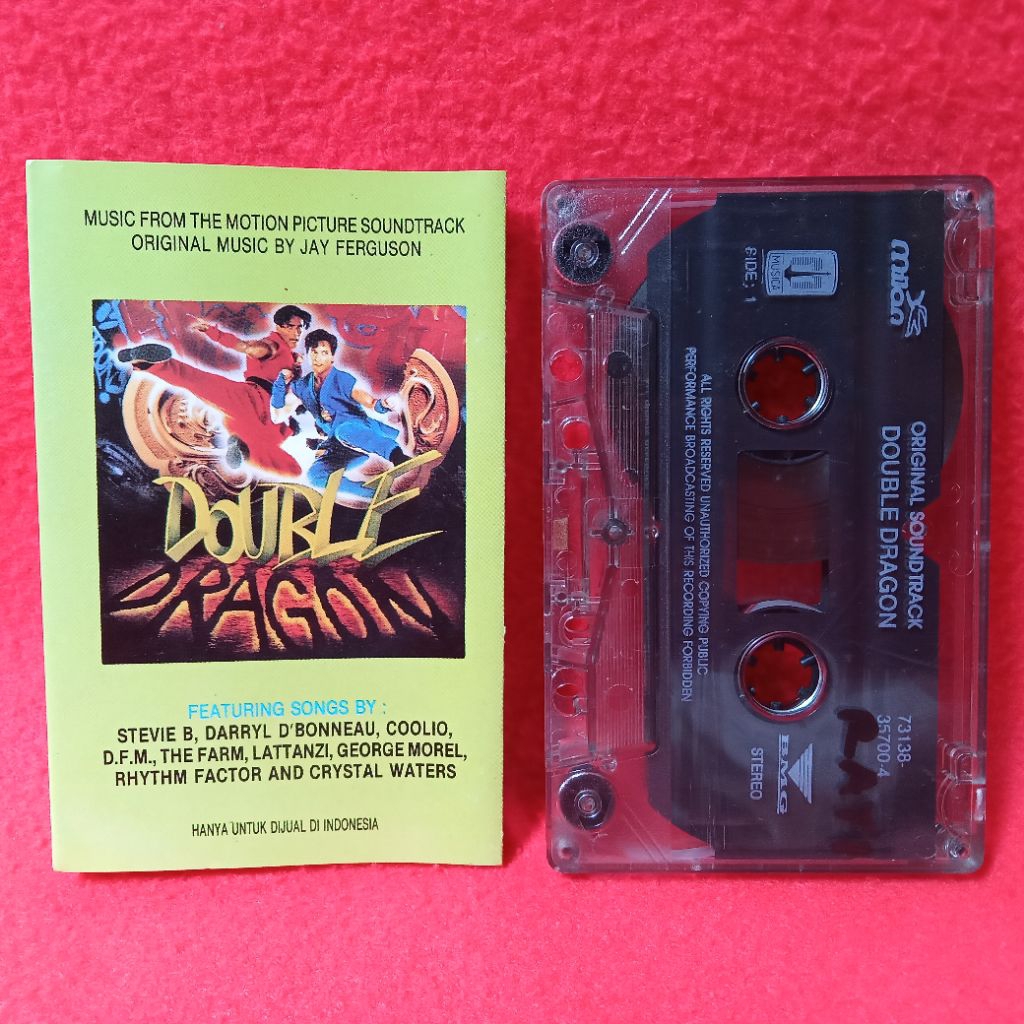 MUSIC FROM THE MOTION PICTURE SOUNDTRACK
ORIGINAL MUSIC BY JAY FERGUSON
DOUBLE
DRAGON
FEATURING SONGS BY :
STEVIE B, DARRYL D'BONNEAU, COOLIO,
D.F.M., THE FARM, LATTANZI, GEORGE MOREL,
RHYTHM FACTOR AND CRYSTAL WATERS
HANYA UNTUK DIJUAL DI INDONESIA
milan
ORIGINAL SOUNDTRACK
DOUBLE DRAGON
73138-
35700-4
MUSICA
SIDE; 1
BMG
STEREO
ALL RIGHTS RESERVED UNAUTHORIZED COPYING PUBLIC
PERFORMANCE BROADCASTING OF THIS RECORDING FORBIDDEN